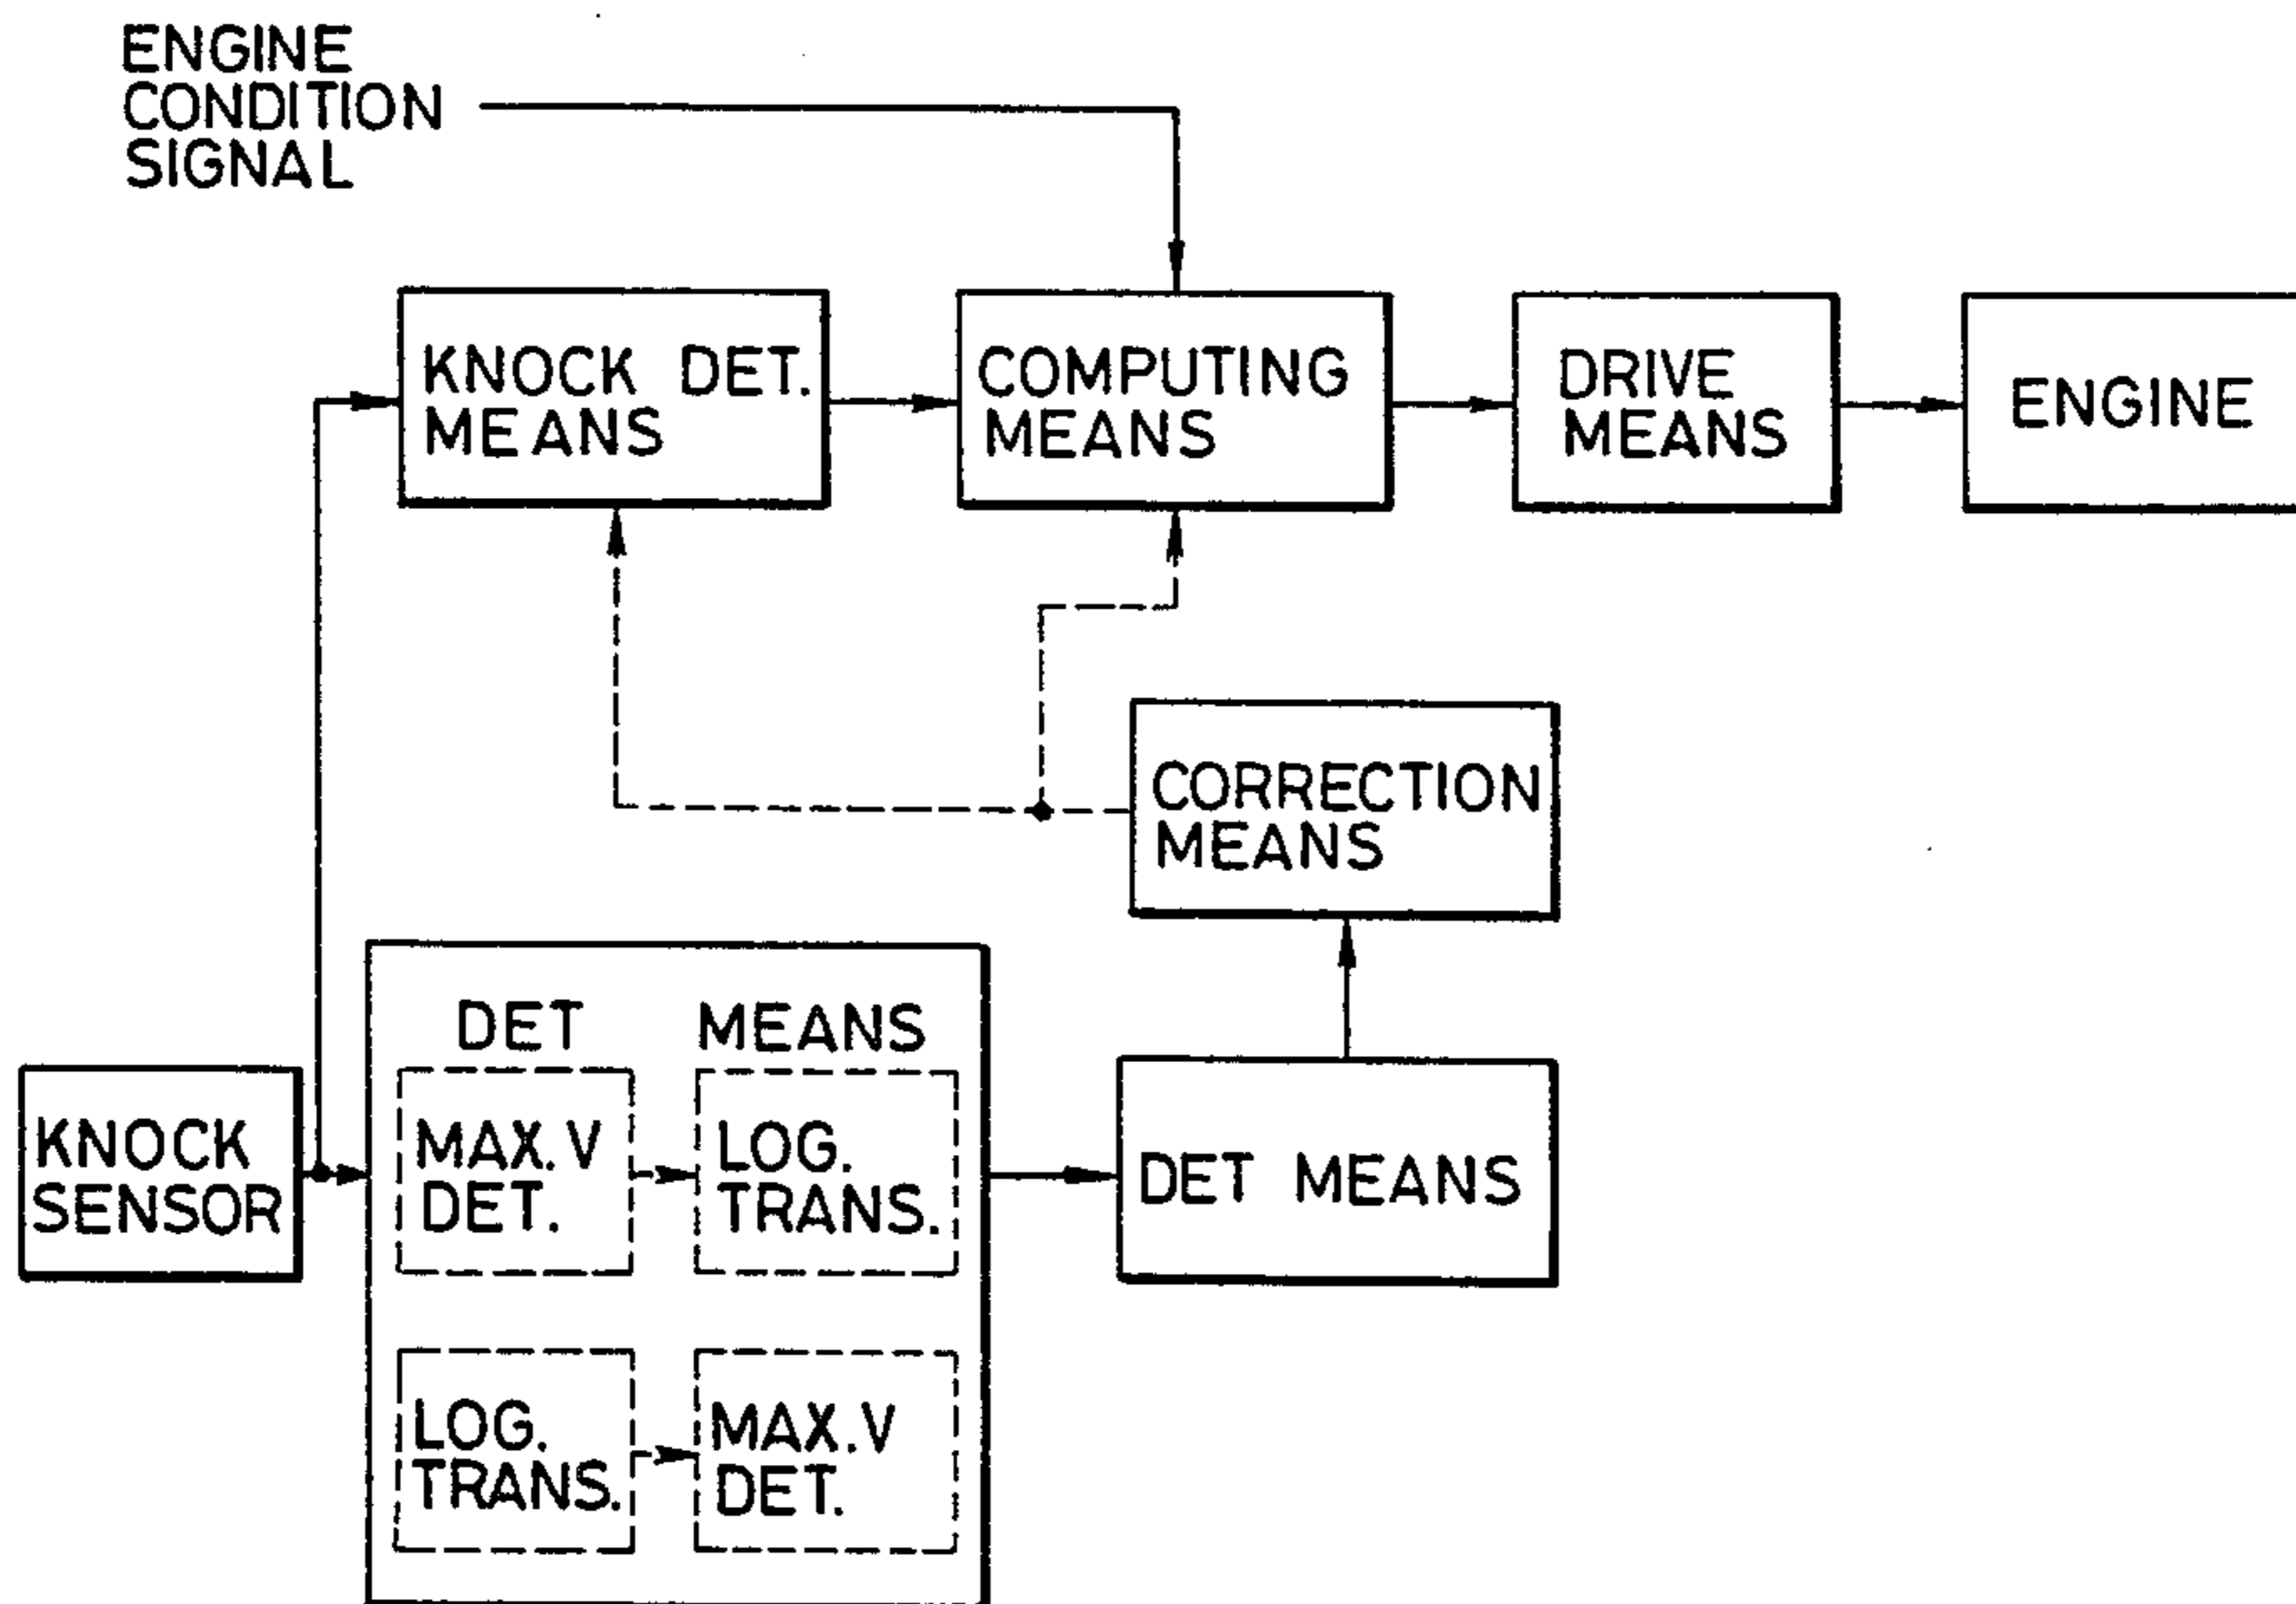 ENGINE
CONDITION
SIGNAL
KNOCK DET.
MEANS
COMPUTING
MEANS
DRIVE
MEANS
ENGINE
CORRECTION
MEANS
DET MEANS
KNOCK
SENSOR
MAX.V
DET.
LOG.
TRANS.
DET MEANS
LOG.
TRANS.
MAX.V
DET.